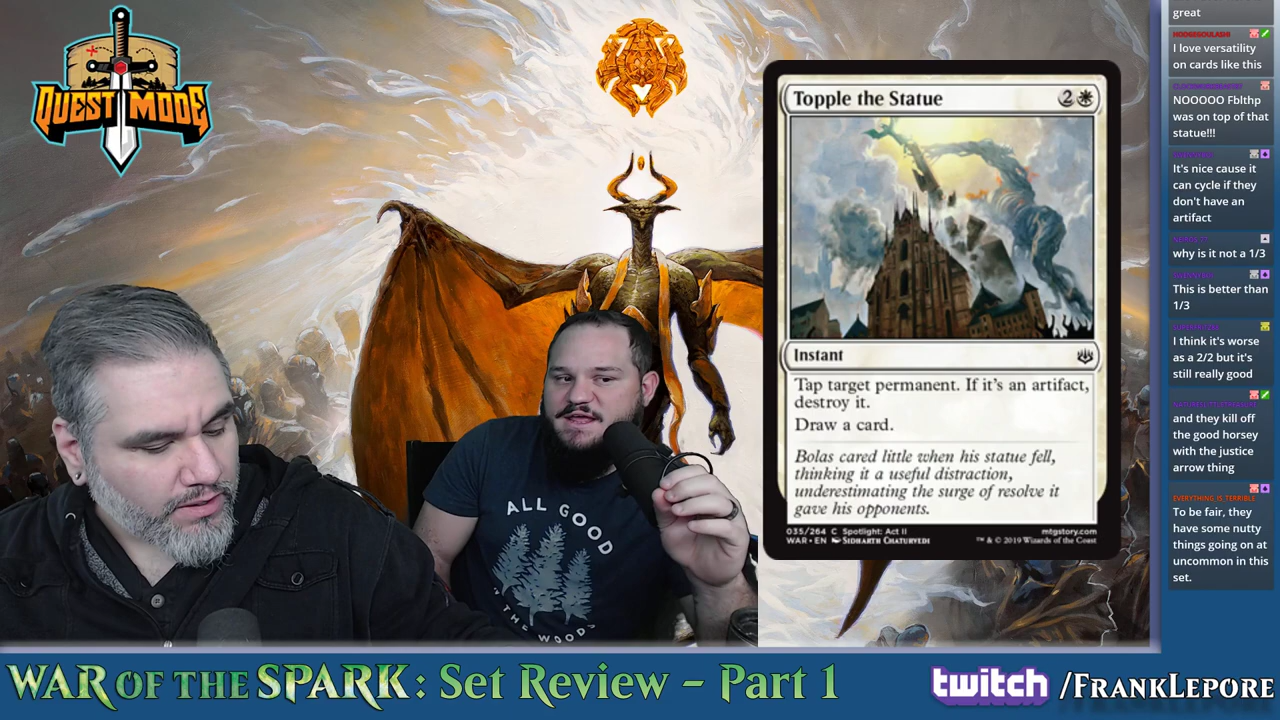 QUEST MODE
ALL GOOD
THE WOODS
Topple the Statue
2
Instant
Tap target permanent. If it's an artifact,
destroy it.
Draw a card.
Bolas cared little when his statue fell,
thinking it a useful distraction,
underestimating the surge of resolve it
gave his opponents.
035/264 C Spotlight: Act II
mtgstory.com
WAR • EN Sidharth Chaturvedi
™ & © 2019 Wizards of the Coast
great
I love versatility
on cards like this
NOOOOO Fblthp
was on top of that
statue!!!
It's nice cause it
can cycle if they
don't have an
artifact
why is it not a 1/3
This is better than
1/3
I think it's worse
as a 2/2 but it's
still really good
and they kill off
the good horsey
with the justice
arrow thing
EVERYTHING_IS_TERRIBLE
To be fair, they
have some nutty
things going on at
uncommon in this
set.
WAR OF THE SPARK: Set Review - Part 1
twitch /FrankLepore